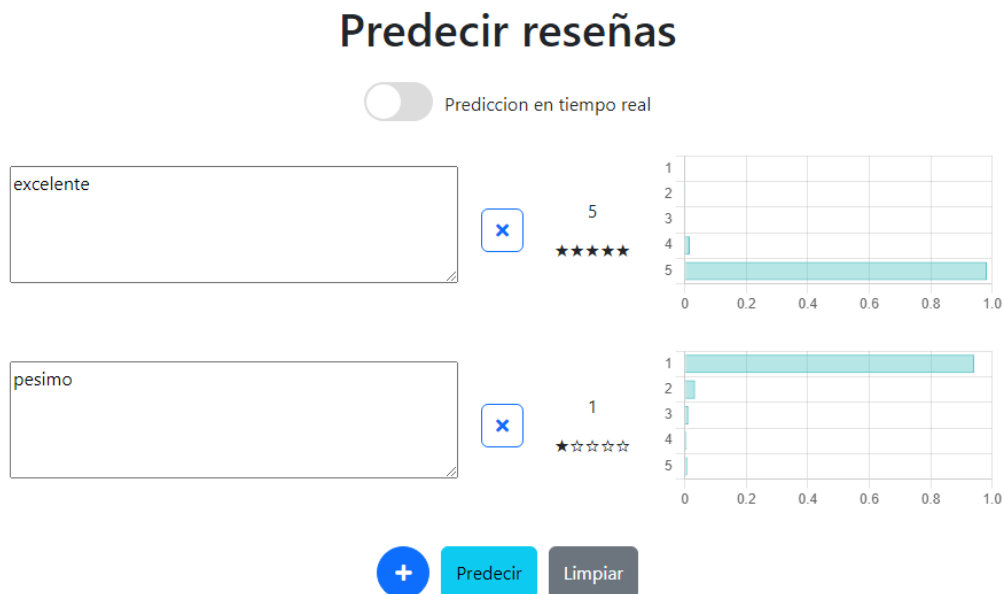 Predecir reseñas
Prediccion en tiempo real
excelente
5
★★★★★
1
2
3
4
5
0 0.2 0.4 0.6 0.8 1.0
pesimo
1
★☆☆☆☆
1
2
3
4
5
0 0.2 0.4 0.6 0.8 1.0
Predecir Limpiar